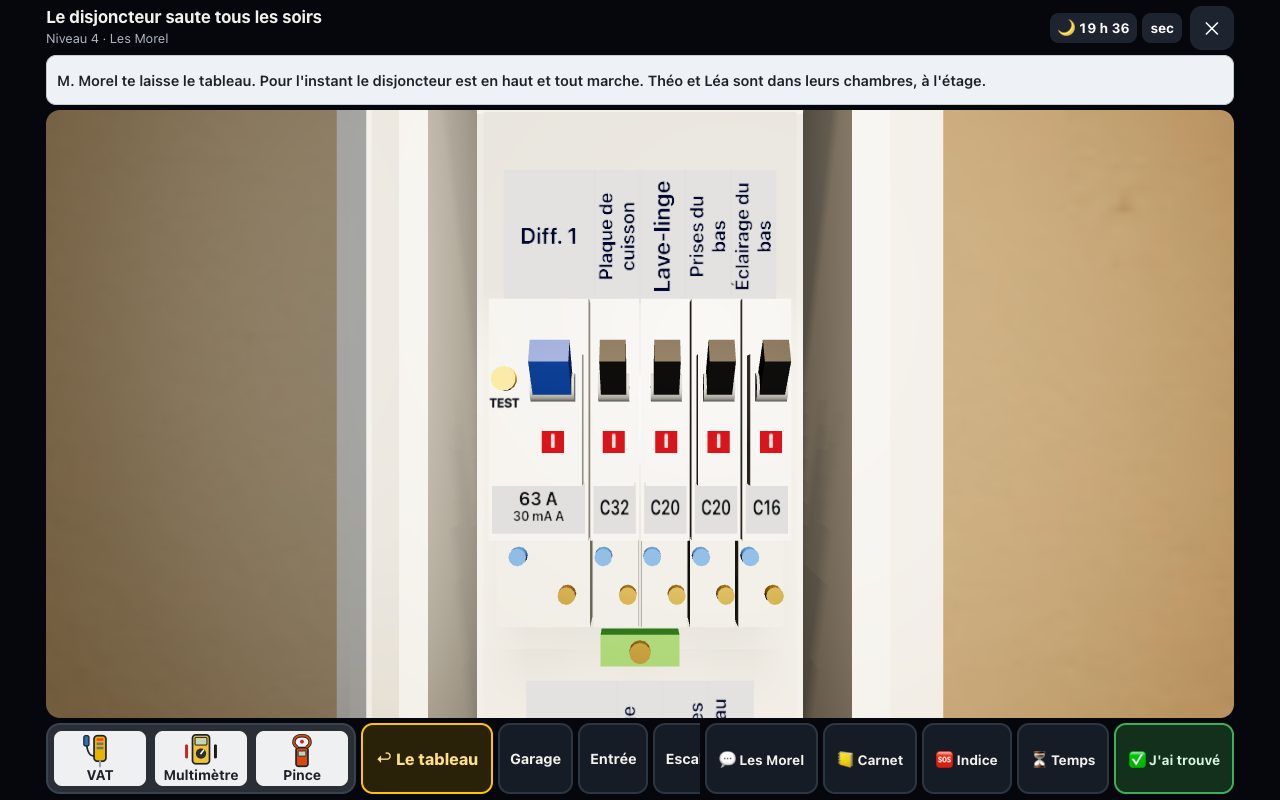 Le disjoncteur saute tous les soirs
Niveau 4 · Les Morel
19 h 36
sec
M. Morel te laisse le tableau. Pour l'instant le disjoncteur est en haut et tout marche. Théo et Léa sont dans leurs chambres, à l'étage.
Diff. 1
Plaque de
cuisson
Lave-linge
Prises du
bas
Éclairage du
bas
TEST
63 A
30 mA A
C32
C20
C20
C16
VAT
Multimètre
Pince
Le tableau
Garage
Entrée
Les Morel
Carnet
SOS
Indice
Temps
J'ai trouvé